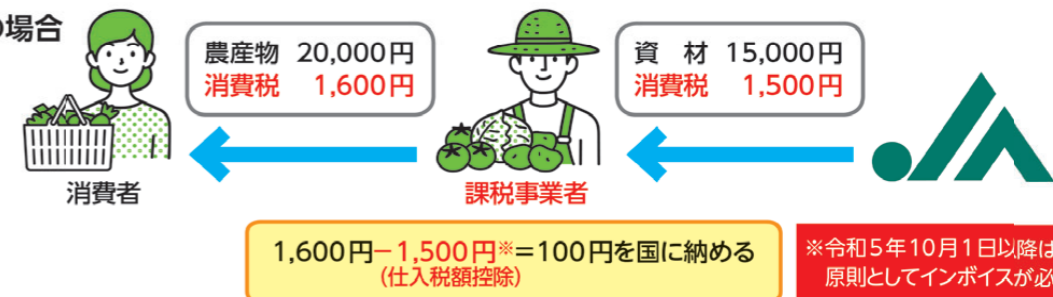 の場合
農産物 20,000円
消費税 1,600円
資材 15,000円
消費税 1,500円
消費者
課税事業者
1,600円－1,500円※＝100円を国に納める
(仕入税額控除)
※令和5年10月1日以降は
原則としてインボイスが必